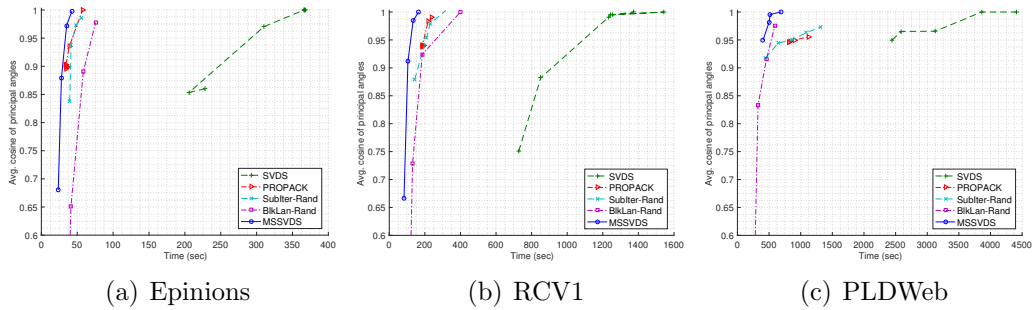 Avg. cosine of principal angles
1
0.95
0.9
0.85
0.8
0.75
0.7
0.65
0.6
0 50 100 150 200 250 300 350 400
Time (sec)
SVDS
PROPACK
SubIter-Rand
BlkLan-Rand
MSSVDS
(a) Epinions
Avg. cosine of principal angles
1
0.95
0.9
0.85
0.8
0.75
0.7
0.65
0.6
0 200 400 600 800 1000 1200 1400 1600
Time (sec)
SVDS
PROPACK
SubIter-Rand
BlkLan-Rand
MSSVDS
(b) RCV1
Avg. cosine of principal angles
1
0.95
0.9
0.85
0.8
0.75
0.7
0.65
0.6
0 500 1000 1500 2000 2500 3000 3500 4000 4500
Time (sec)
SVDS
PROPACK
SubIter-Rand
BlkLan-Rand
MSSVDS
(c) PLDWeb